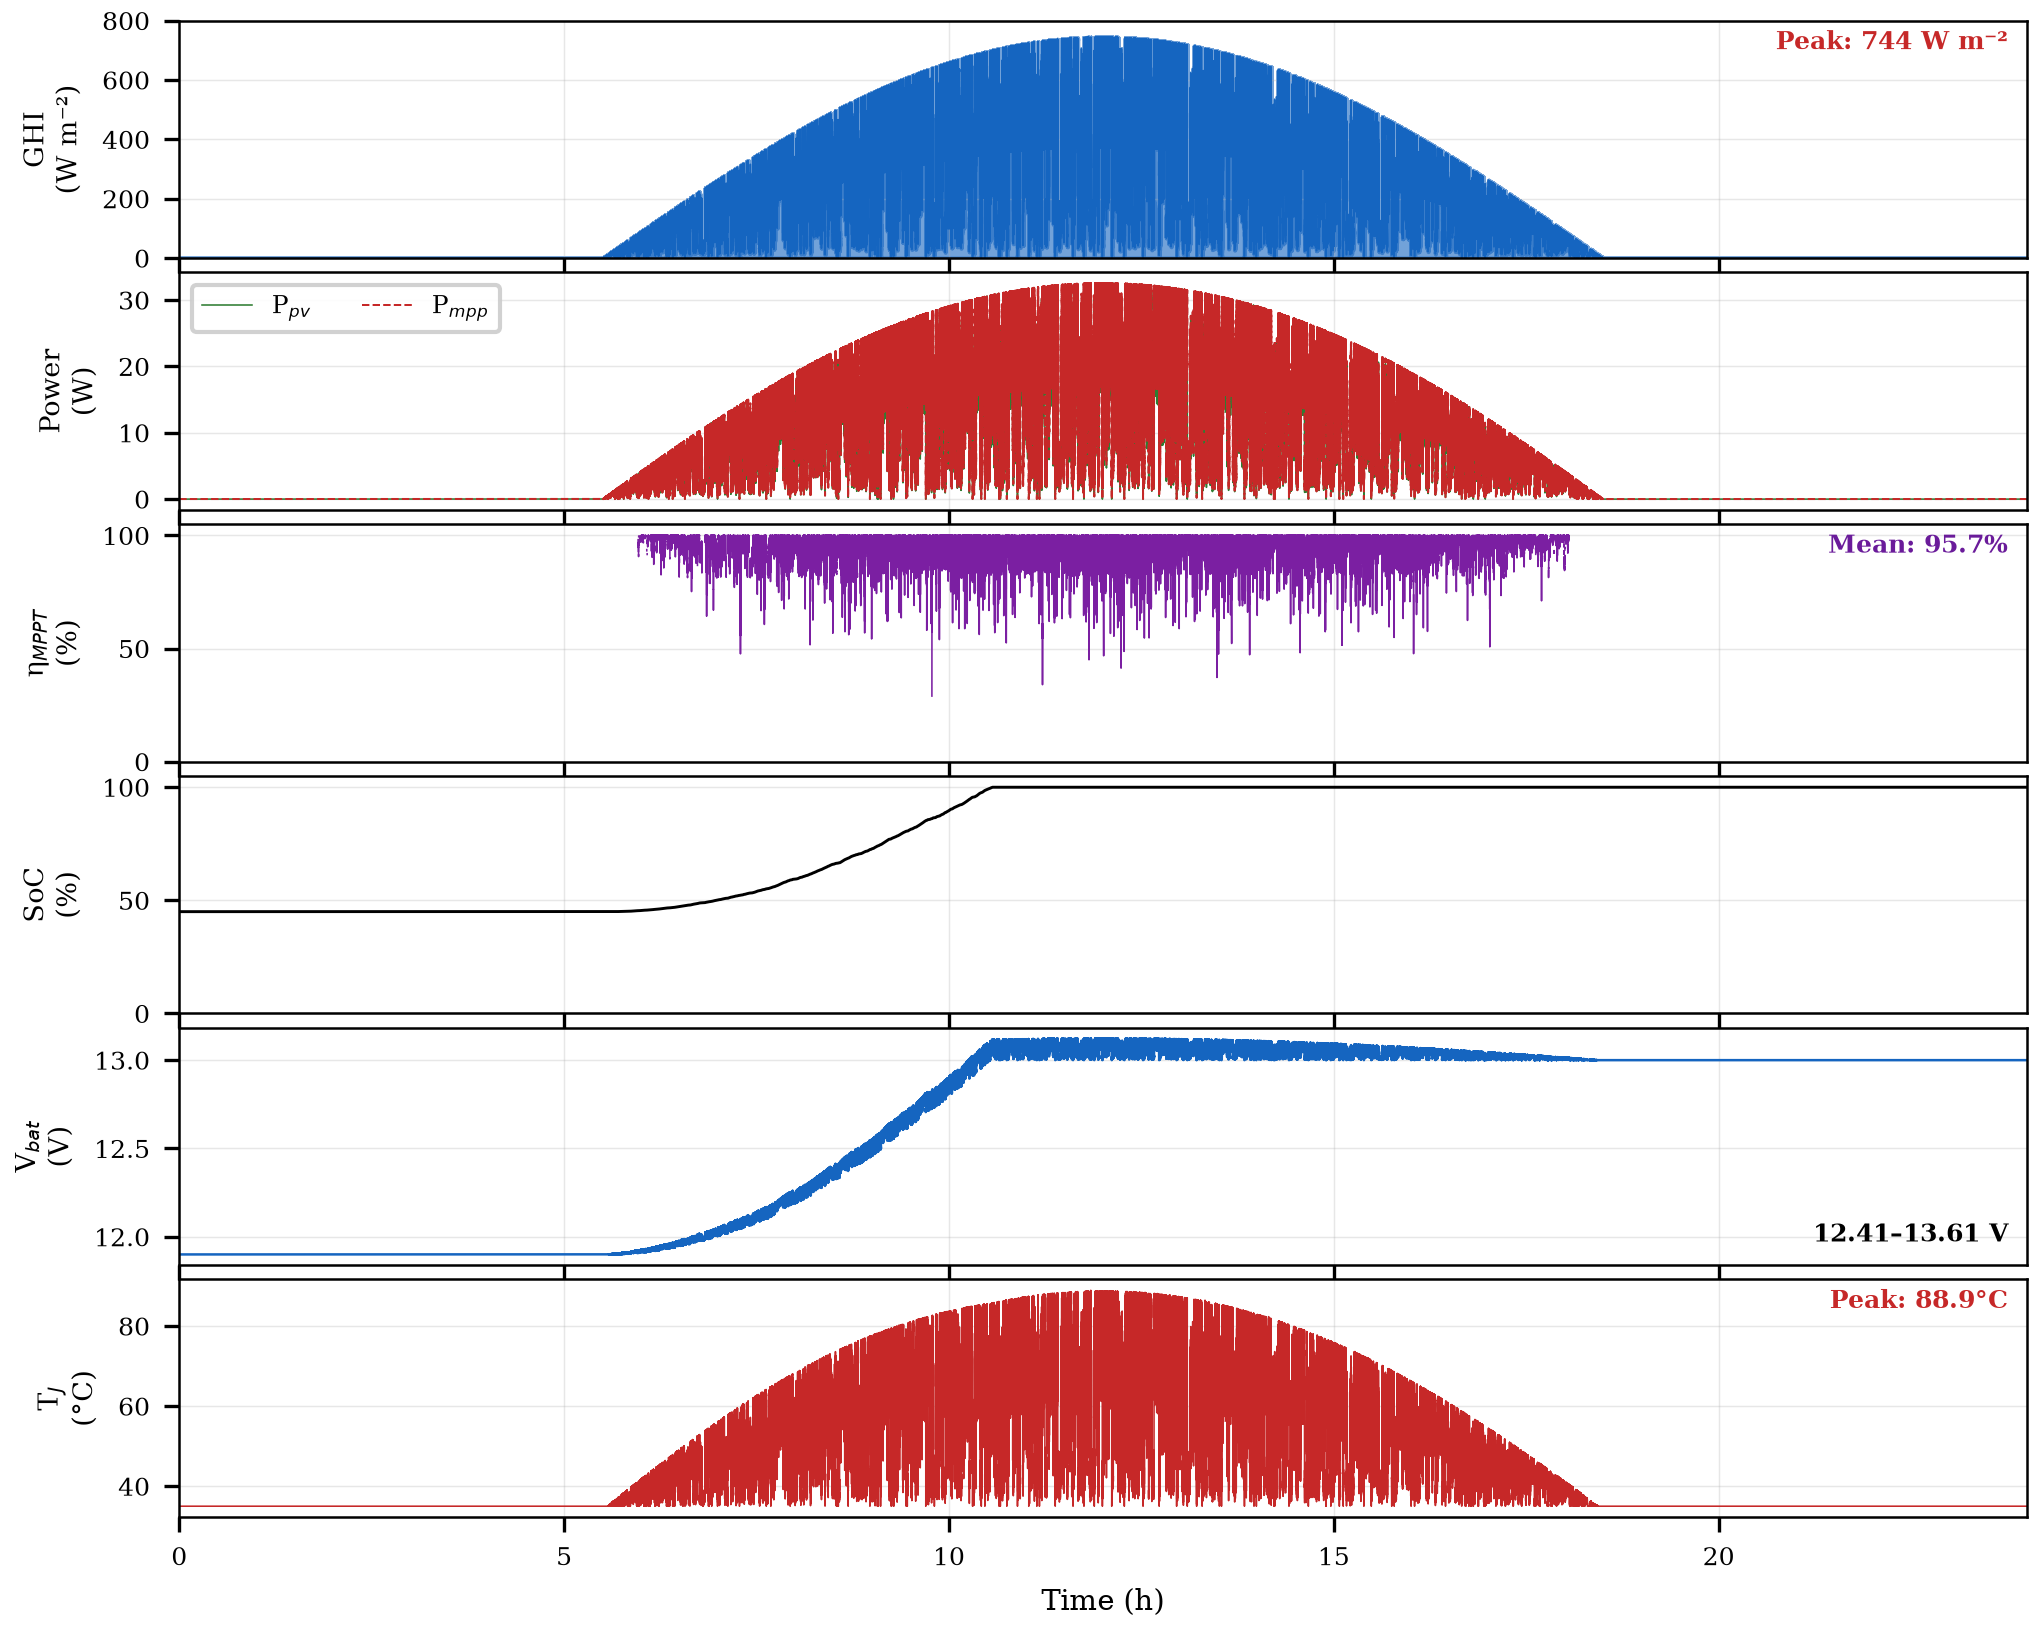 GHI
(W m⁻²)
800
600
400
200
0
Peak: 744 W m⁻²
Power
(W)
30
20
10
0
P_pv
P_mpp
η_MPPT
(%)
100
50
0
Mean: 95.7%
SoC
(%)
100
50
0
V_bat
(V)
13.0
12.5
12.0
12.41–13.61 V
T_J
(°C)
80
60
40
Peak: 88.9°C
0 5 10 15 20
Time (h)